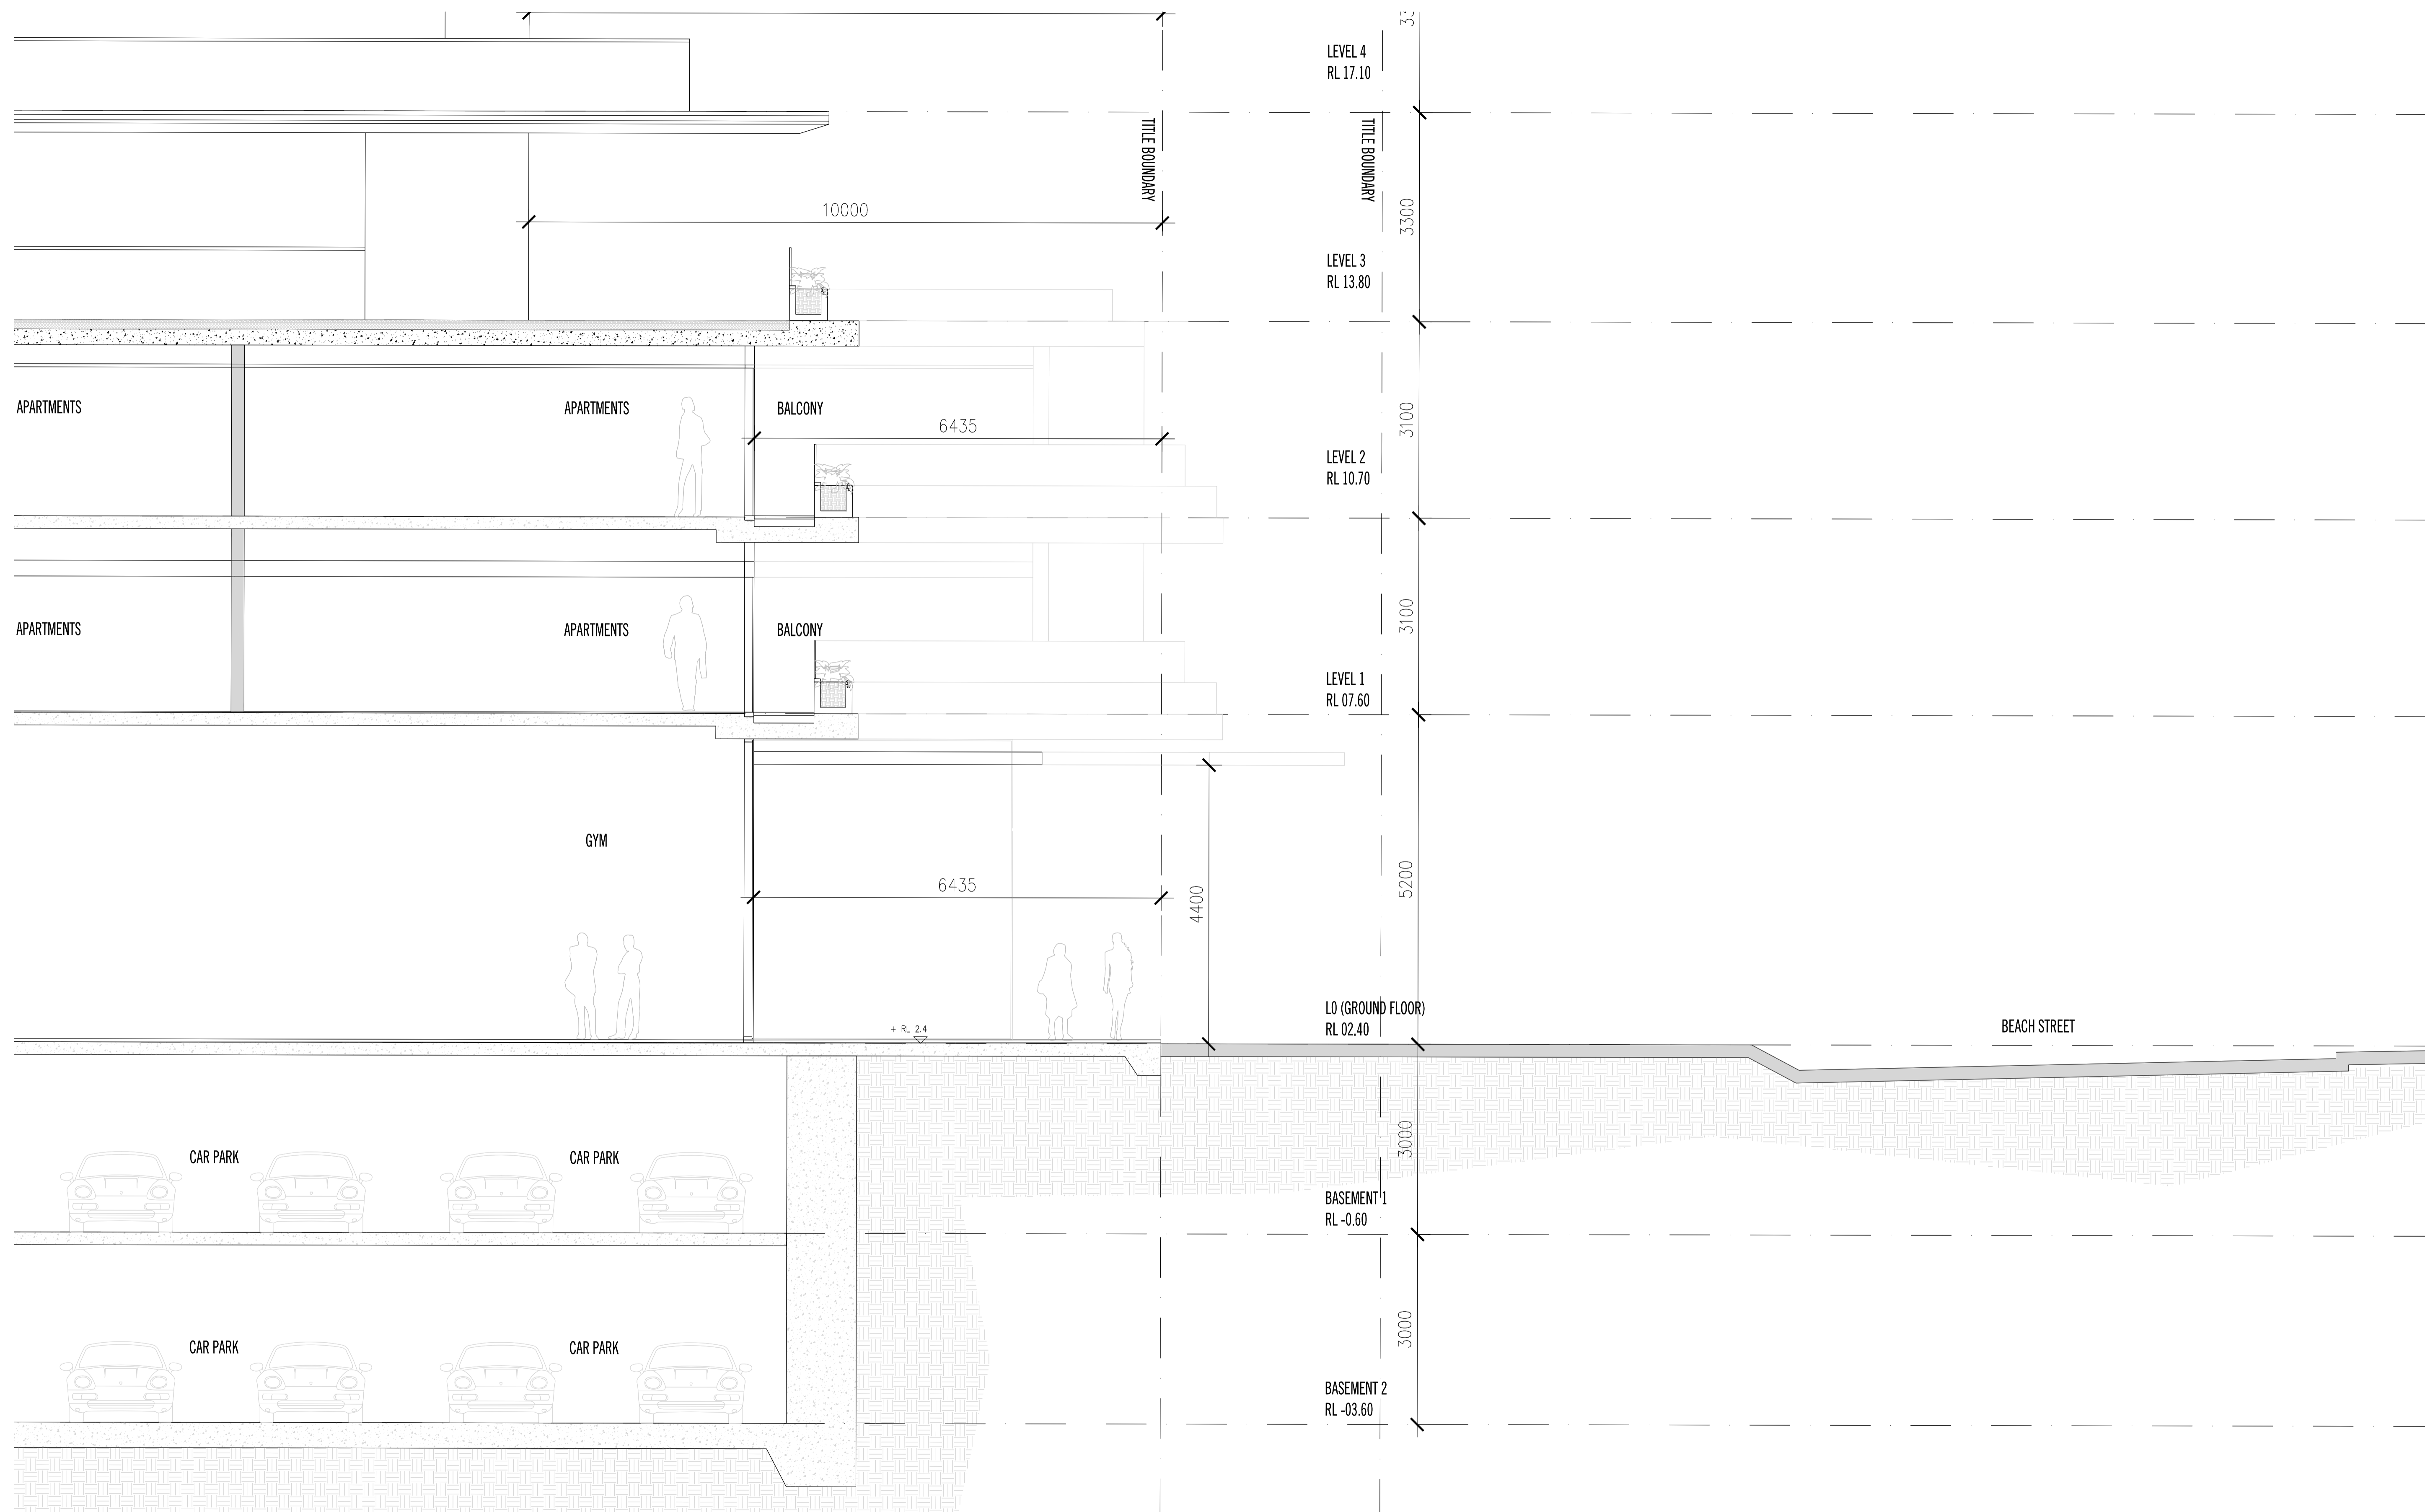 LEVEL 4
RL 17.10
TITLE BOUNDARY
TITLE BOUNDARY
10000
3300
LEVEL 3
RL 13.80
APARTMENTS
APARTMENTS
BALCONY
6435
3100
LEVEL 2
RL 10.70
APARTMENTS
APARTMENTS
BALCONY
3100
LEVEL 1
RL 07.60
GYM
6435
4400
5200
L0 (GROUND FLOOR)
RL 02.40
+ RL 2.4
BEACH STREET
CAR PARK
CAR PARK
3000
BASEMENT 1
RL -0.60
CAR PARK
CAR PARK
3000
BASEMENT 2
RL -03.60